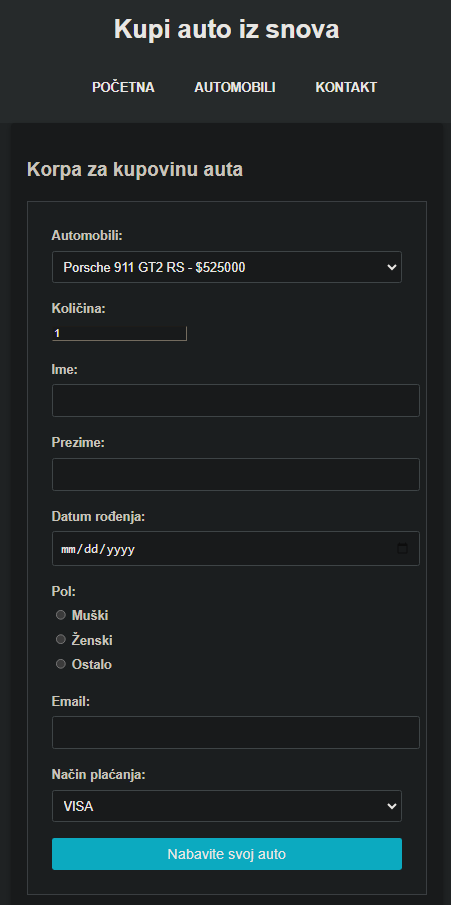 Kupi auto iz snova
POČETNA AUTOMOBILI KONTAKT
Korpa za kupovinu auta
Automobili:
Porsche 911 GT2 RS - $525000
Količina:
1
Ime:
Prezime:
Datum rođenja:
mm/dd/yyyy
Pol:
Muški
Ženski
Ostalo
Email:
Način plaćanja:
VISA
Nabavite svoj auto